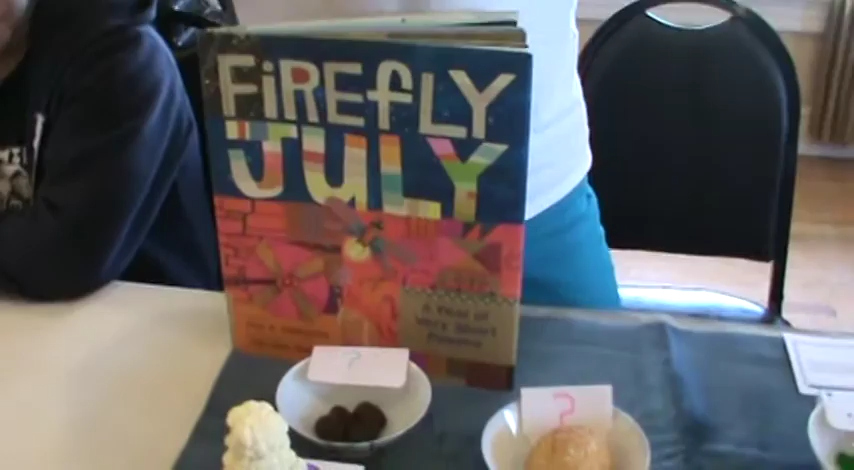 FiREfLY
JULY
A Year of
Very Short
Poems
?
?